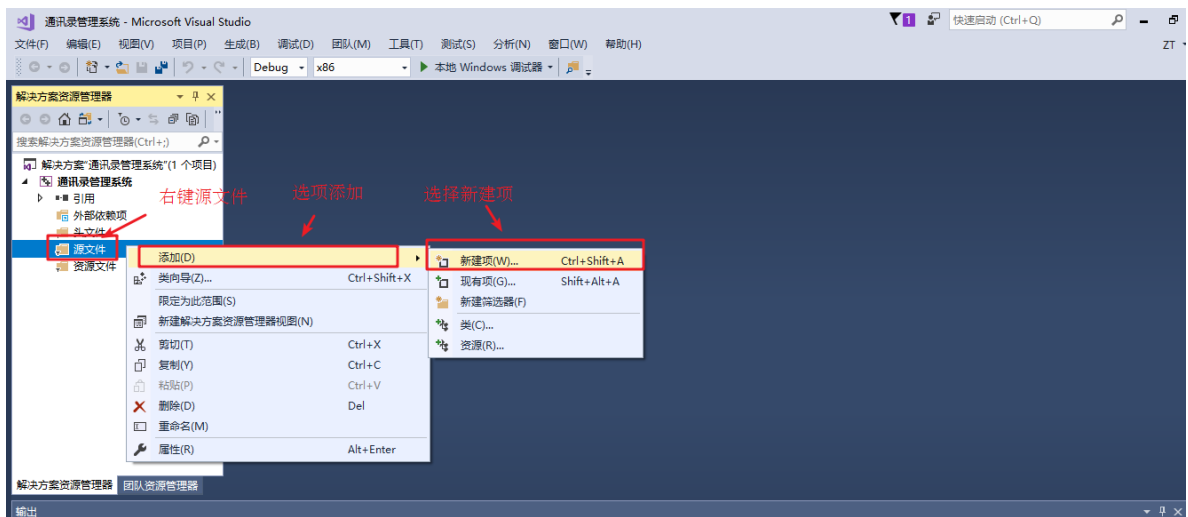 通讯录管理系统 - Microsoft Visual Studio
1
快速启动 (Ctrl+Q)
文件(F) 编辑(E) 视图(V) 项目(P) 生成(B) 调试(D) 团队(M) 工具(T) 测试(S) 分析(N) 窗口(W) 帮助(H)
ZT
Debug x86 本地 Windows 调试器
解决方案资源管理器
搜索解决方案资源管理器(Ctrl+;)
解决方案"通讯录管理系统"(1 个项目)
通讯录管理系统
引用
外部依赖项
头文件
源文件
资源文件
右键源文件
选项添加
选择新建项
添加(D)
类向导(Z)... Ctrl+Shift+X
限定为此范围(S)
新建解决方案资源管理器视图(N)
剪切(T) Ctrl+X
复制(Y) Ctrl+C
粘贴(P) Ctrl+V
删除(D) Del
重命名(M)
属性(R) Alt+Enter
新建项(W)... Ctrl+Shift+A
现有项(G)... Shift+Alt+A
新建筛选器(F)
类(C)...
资源(R)...
解决方案资源管理器 团队资源管理器
输出